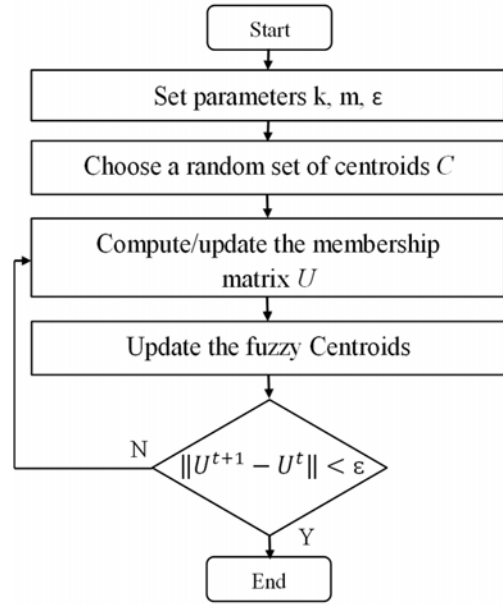 Start
Set parameters k, m, ε
Choose a random set of centroids C
Compute/update the membership
matrix U
Update the fuzzy Centroids
N
‖U^{t+1} − U^t‖ < ε
Y
End